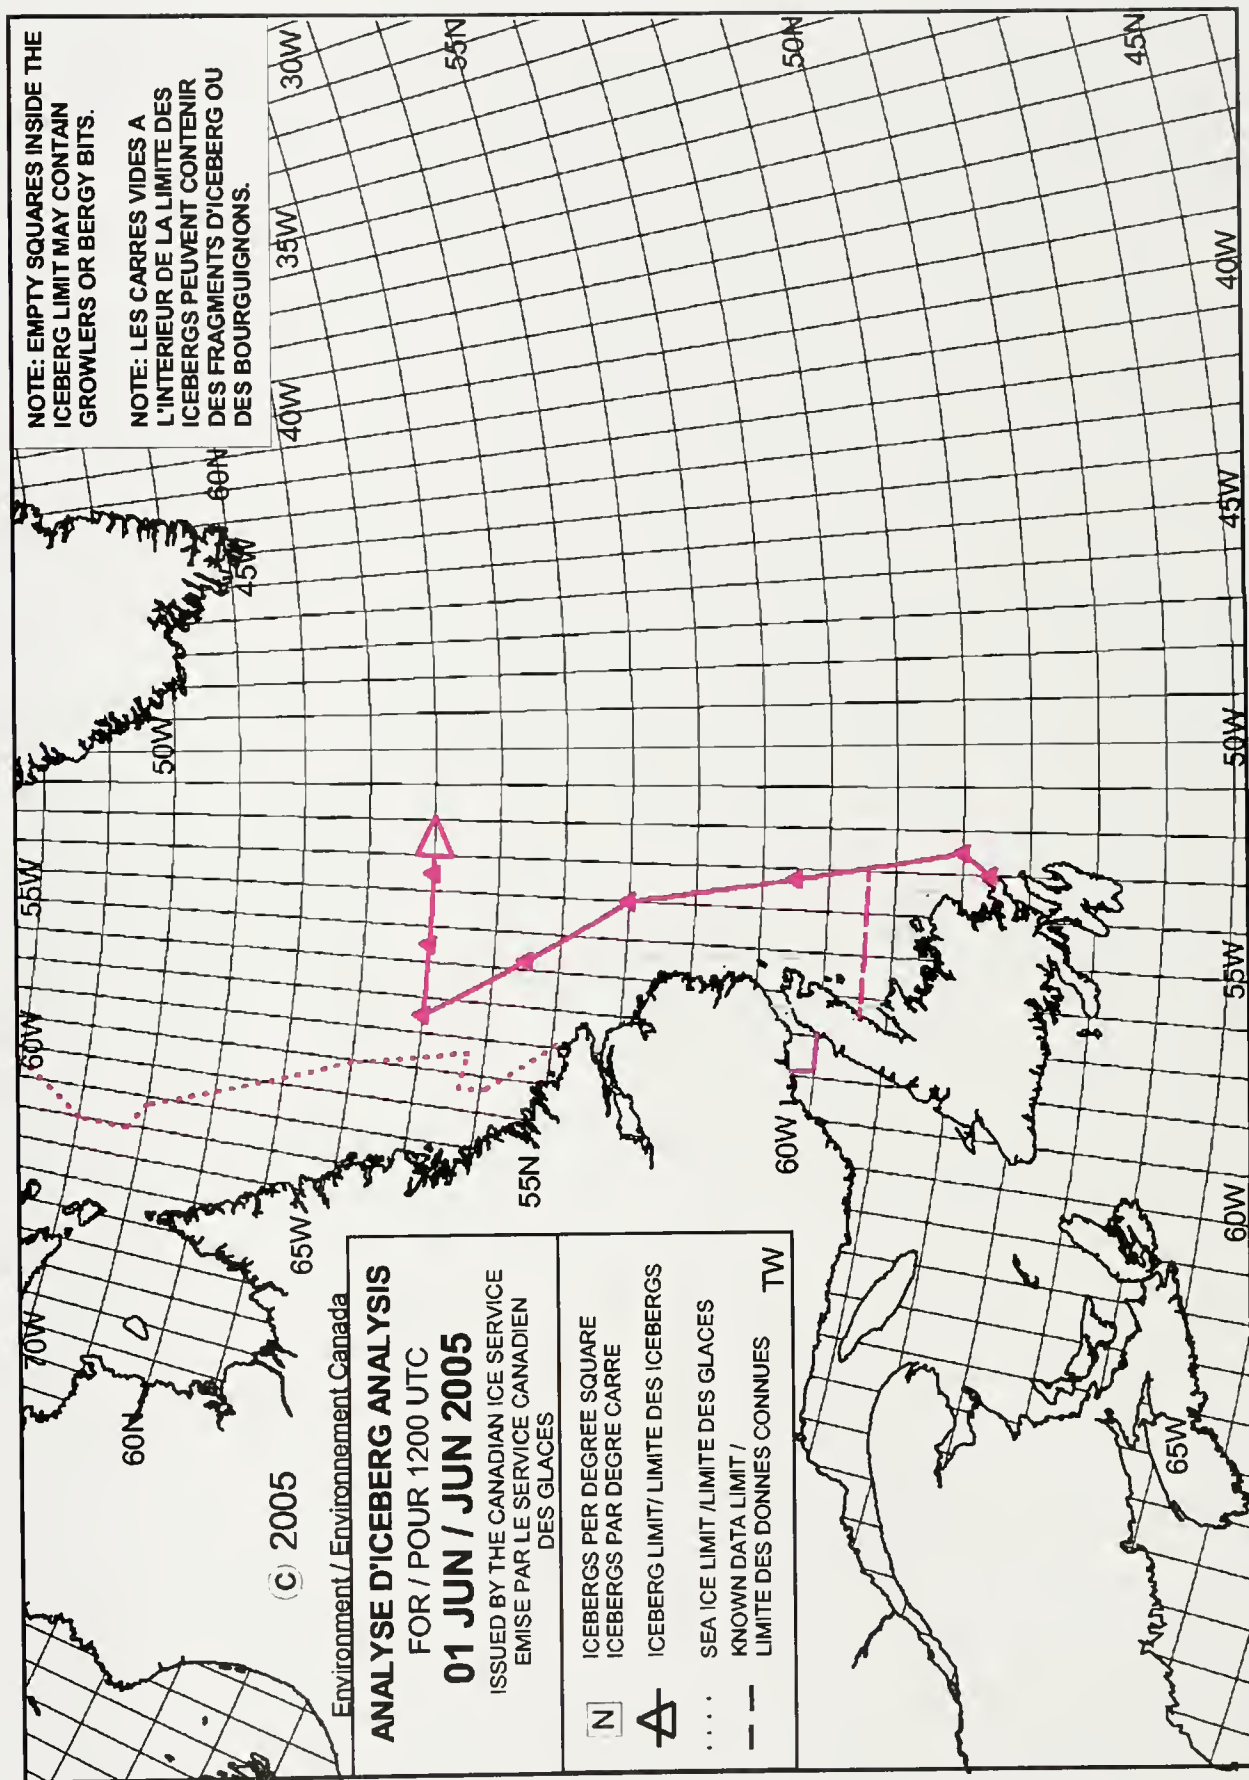 NOTE: EMPTY SQUARES INSIDE THE
ICEBERG LIMIT MAY CONTAIN
GROWLERS OR BERGY BITS.
NOTE: LES CARRES VIDES A
L'INTERIEUR DE LA LIMITE DES
ICEBERGS PEUVENT CONTENIR
DES FRAGMENTS D'ICEBERG OU
DES BOURGUIGNONS.
30W
55N
50N
45N
35W
40W
40W
60N
45W
45W
50W
50W
55W
55W
60W
60W
60W
65W
65W
70W
60N
55N
© 2005
Environment / Environnement Canada
ANALYSE D'ICEBERG ANALYSIS
FOR / POUR 1200 UTC
01 JUN / JUN 2005
ISSUED BY THE CANADIAN ICE SERVICE
EMISE PAR LE SERVICE CANADIEN
DES GLACES
N ICEBERGS PER DEGREE SQUARE
ICEBERGS PAR DEGRE CARRE
ICEBERG LIMIT/ LIMITE DES ICEBERGS
SEA ICE LIMIT /LIMITE DES GLACES
KNOWN DATA LIMIT /
LIMITE DES DONNEES CONNUES
TW